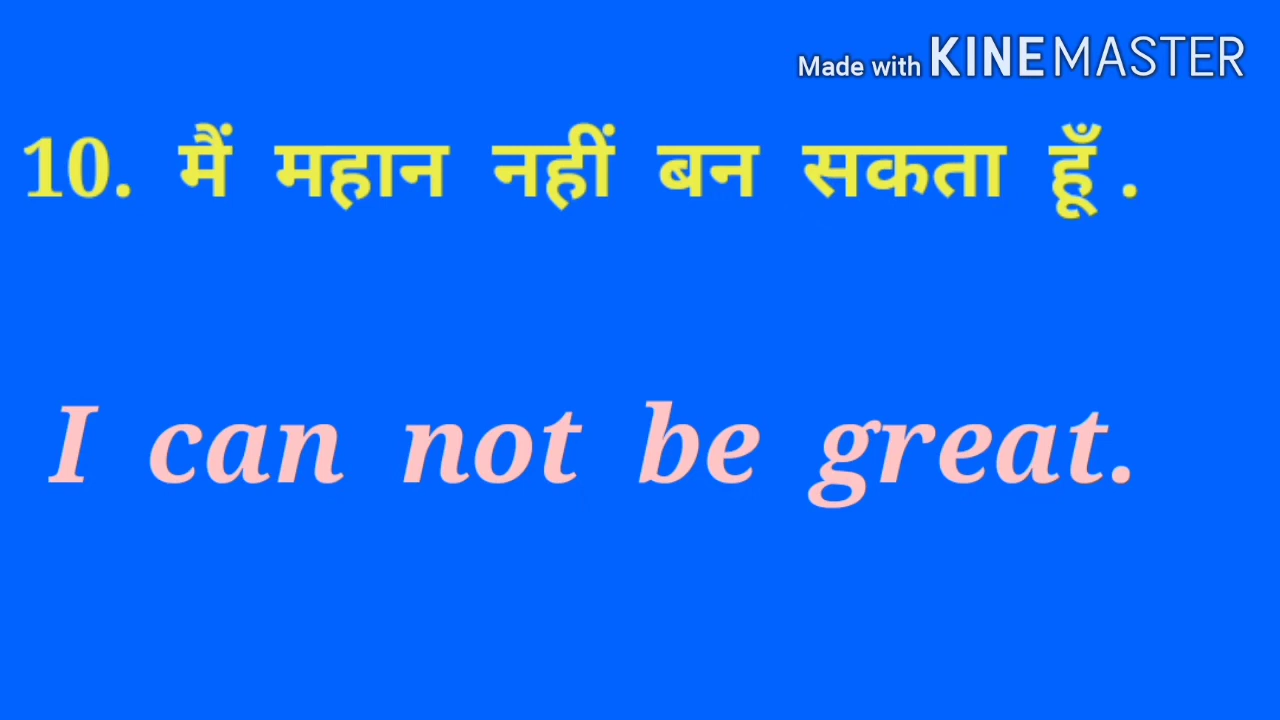 Made with KINEMASTER
10. मैं महान नहीं बन सकता हूँ .
I can not be great.